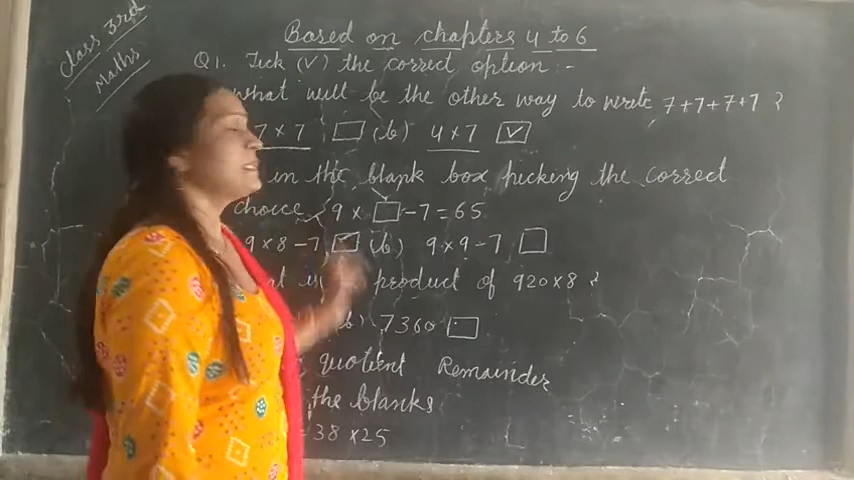 Class 3rd
Maths
Based on chapters 4 to 6
Q1. Tick (✓) the correct option :-
What will be the other way to write 7+7+7+7 ?
7×7 (b) 4×7 ✓
in the blank box picking the correct
choice 9 × □ -7 = 65
9×8-7 ✓ (b) 9×9-7
product of 920×8 ?
7360
quotient Remainder
the blanks
= 38 ×25